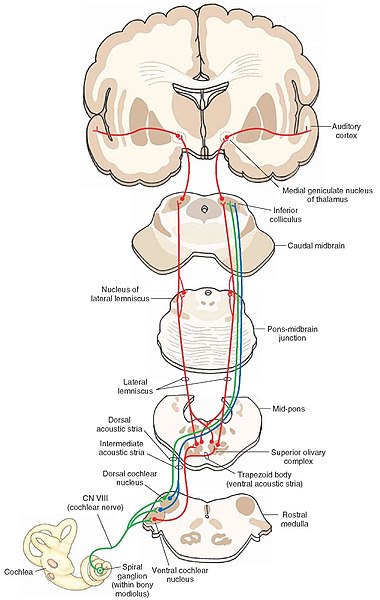 Auditory
cortex
Medial geniculate nucleus
of thalamus
Inferior
colliculus
Caudal midbrain
Nucleus of
lateral lemniscus
Pons-midbrain
junction
Lateral
lemniscus
Mid-pons
Dorsal
acoustic stria
Intermediate
acoustic stria
Superior olivary
complex
Trapezoid body
(ventral acoustic stria)
Dorsal cochlear
nucleus
CN VIII
(cochlear nerve)
Rostral
medulla
Cochlea
Spiral
ganglion
(within bony
modiolus)
Ventral cochlear
nucleus